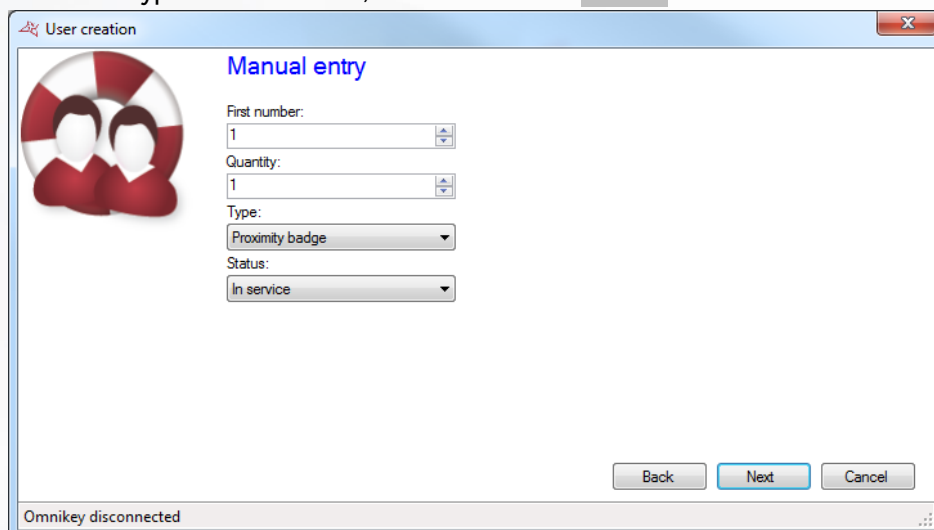 User creation
Manual entry
First number:
1
Quantity:
1
Type:
Proximity badge
Status:
In service
Back Next Cancel
Omnikey disconnected